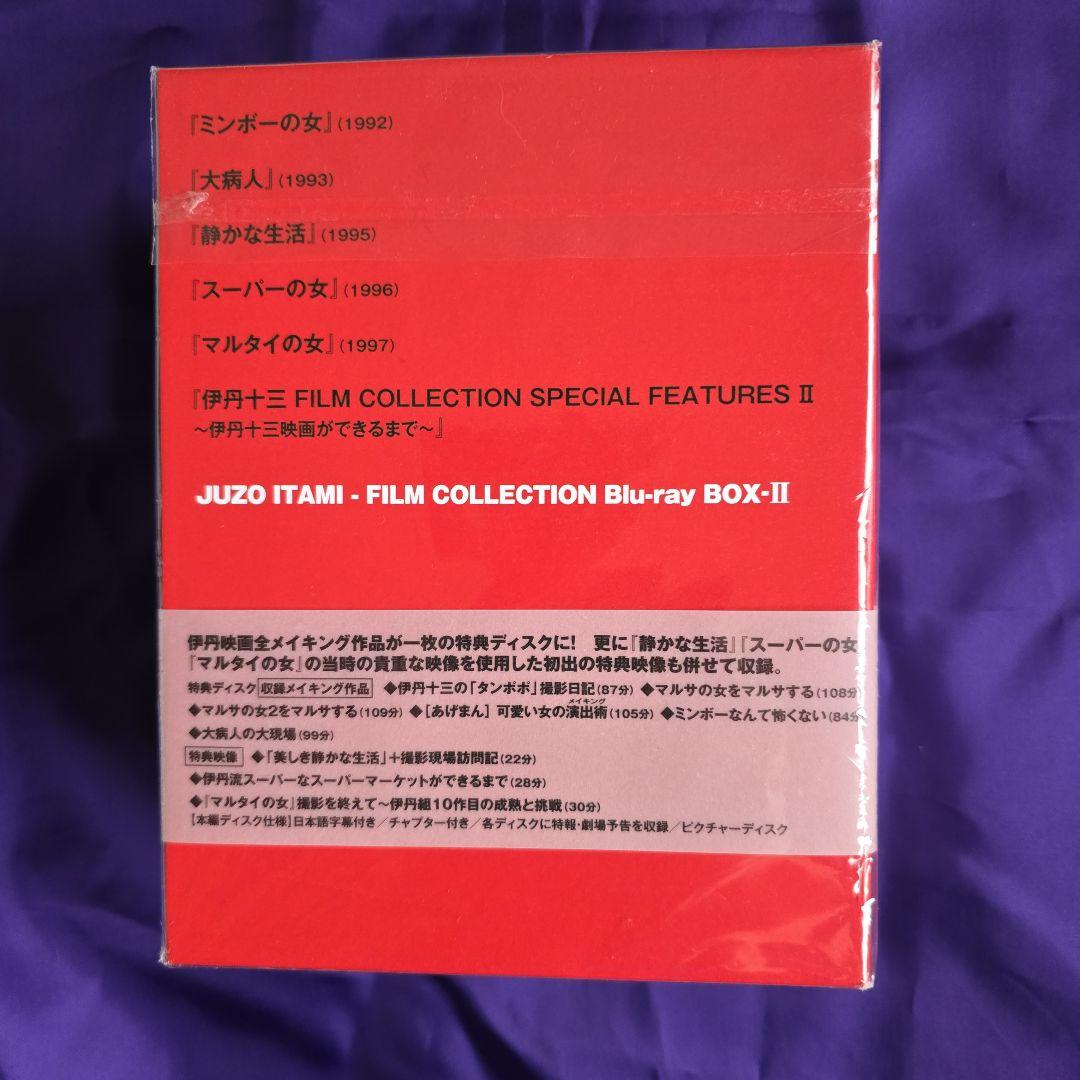 『ミンボーの女』(1992)
『大病人』(1993)
『静かな生活』(1995)
『スーパーの女』(1996)
『マルタイの女』(1997)
『伊丹十三 FILM COLLECTION SPECIAL FEATURES Ⅱ
〜伊丹十三映画ができるまで〜』
JUZO ITAMI - FILM COLLECTION Blu-ray BOX-Ⅱ
伊丹映画全メイキング作品が一枚の特典ディスクに! 更に『静かな生活』『スーパーの女
『マルタイの女』の当時の貴重な映像を使用した初出の特典映像も併せて収録。
特典ディスク 収録メイキング作品 ◆伊丹十三の「タンポポ」撮影日記(87分) ◆マルサの女をマルサする(108分)
メイキング
◆マルサの女2をマルサする(109分) ◆[あげまん] 可愛い女の演出術(105分) ◆ミンボーなんて怖くない(84分
◆大病人の大現場(99分)
特典映像 ◆「美しき静かな生活」+撮影現場訪問記(22分)
◆伊丹流スーパーなスーパーマーケットができるまで(28分)
◆『マルタイの女』撮影を終えて〜伊丹組10作目の成熟と挑戦(30分)
【本編ディスク仕様】日本語字幕付き/チャプター付き/各ディスクに特報・劇場予告を収録/ピクチャーディスク